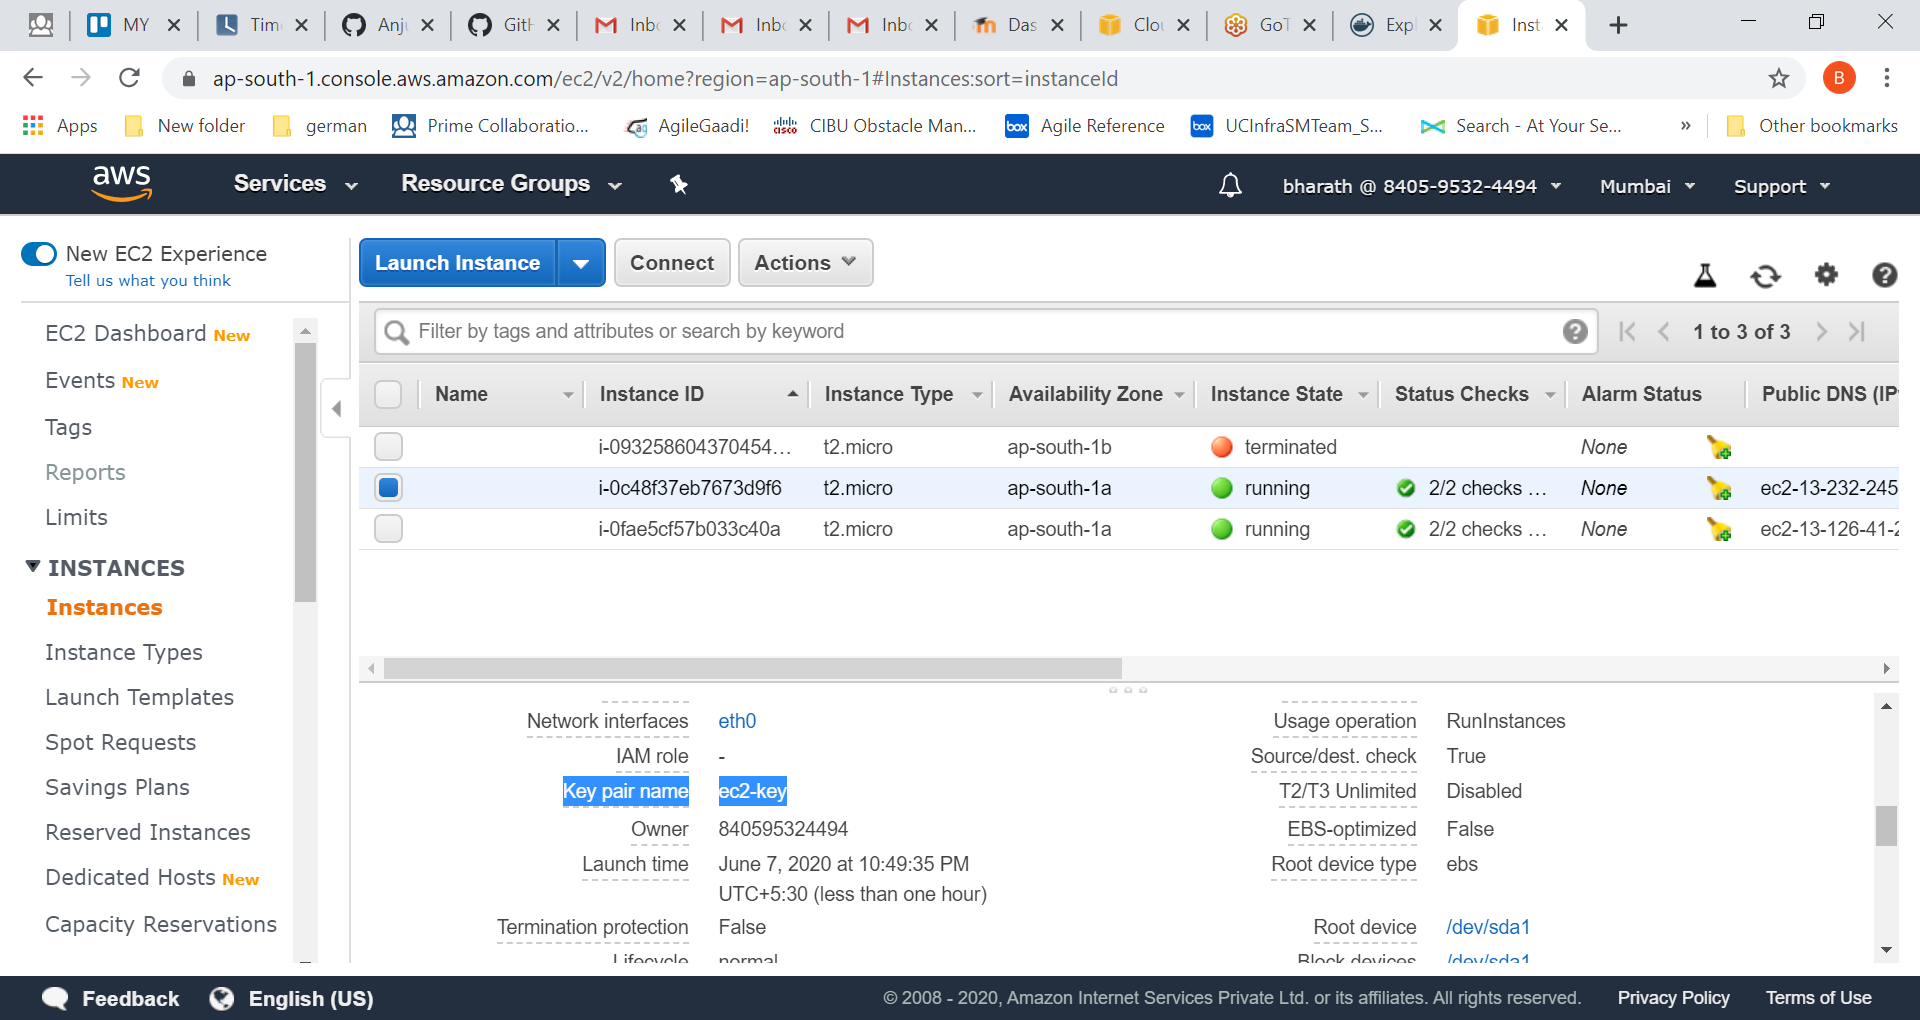 MY Time Anju GitH Inbo Inbo Inbo Das Clou GoT Expl Insta
ap-south-1.console.aws.amazon.com/ec2/v2/home?region=ap-south-1#Instances:sort=instanceId B
Apps New folder german Prime Collaboratio... AgileGaadi! CIBU Obstacle Man... box Agile Reference box UCInfraSMTeam_S... Search - At Your Se... » Other bookmarks
aws Services Resource Groups bharath @ 8405-9532-4494 Mumbai Support
New EC2 Experience
Tell us what you think
Launch Instance Connect Actions
EC2 Dashboard New
Events New
Tags
Reports
Limits
INSTANCES
Instances
Instance Types
Launch Templates
Spot Requests
Savings Plans
Reserved Instances
Dedicated Hosts New
Capacity Reservations
Filter by tags and attributes or search by keyword 1 to 3 of 3
Name Instance ID Instance Type Availability Zone Instance State Status Checks Alarm Status Public DNS (IP
i-093258604370454... t2.micro ap-south-1b terminated None
i-0c48f37eb7673d9f6 t2.micro ap-south-1a running 2/2 checks ... None ec2-13-232-245
i-0fae5cf57b033c40a t2.micro ap-south-1a running 2/2 checks ... None ec2-13-126-41-2
Network interfaces eth0 Usage operation RunInstances
IAM role - Source/dest. check True
Key pair name ec2-key T2/T3 Unlimited Disabled
Owner 840595324494 EBS-optimized False
Launch time June 7, 2020 at 10:49:35 PM Root device type ebs
UTC+5:30 (less than one hour)
Termination protection False Root device /dev/sda1
Lifecycle normal Block devices /dev/sda1
Feedback English (US) © 2008 - 2020, Amazon Internet Services Private Ltd. or its affiliates. All rights reserved. Privacy Policy Terms of Use